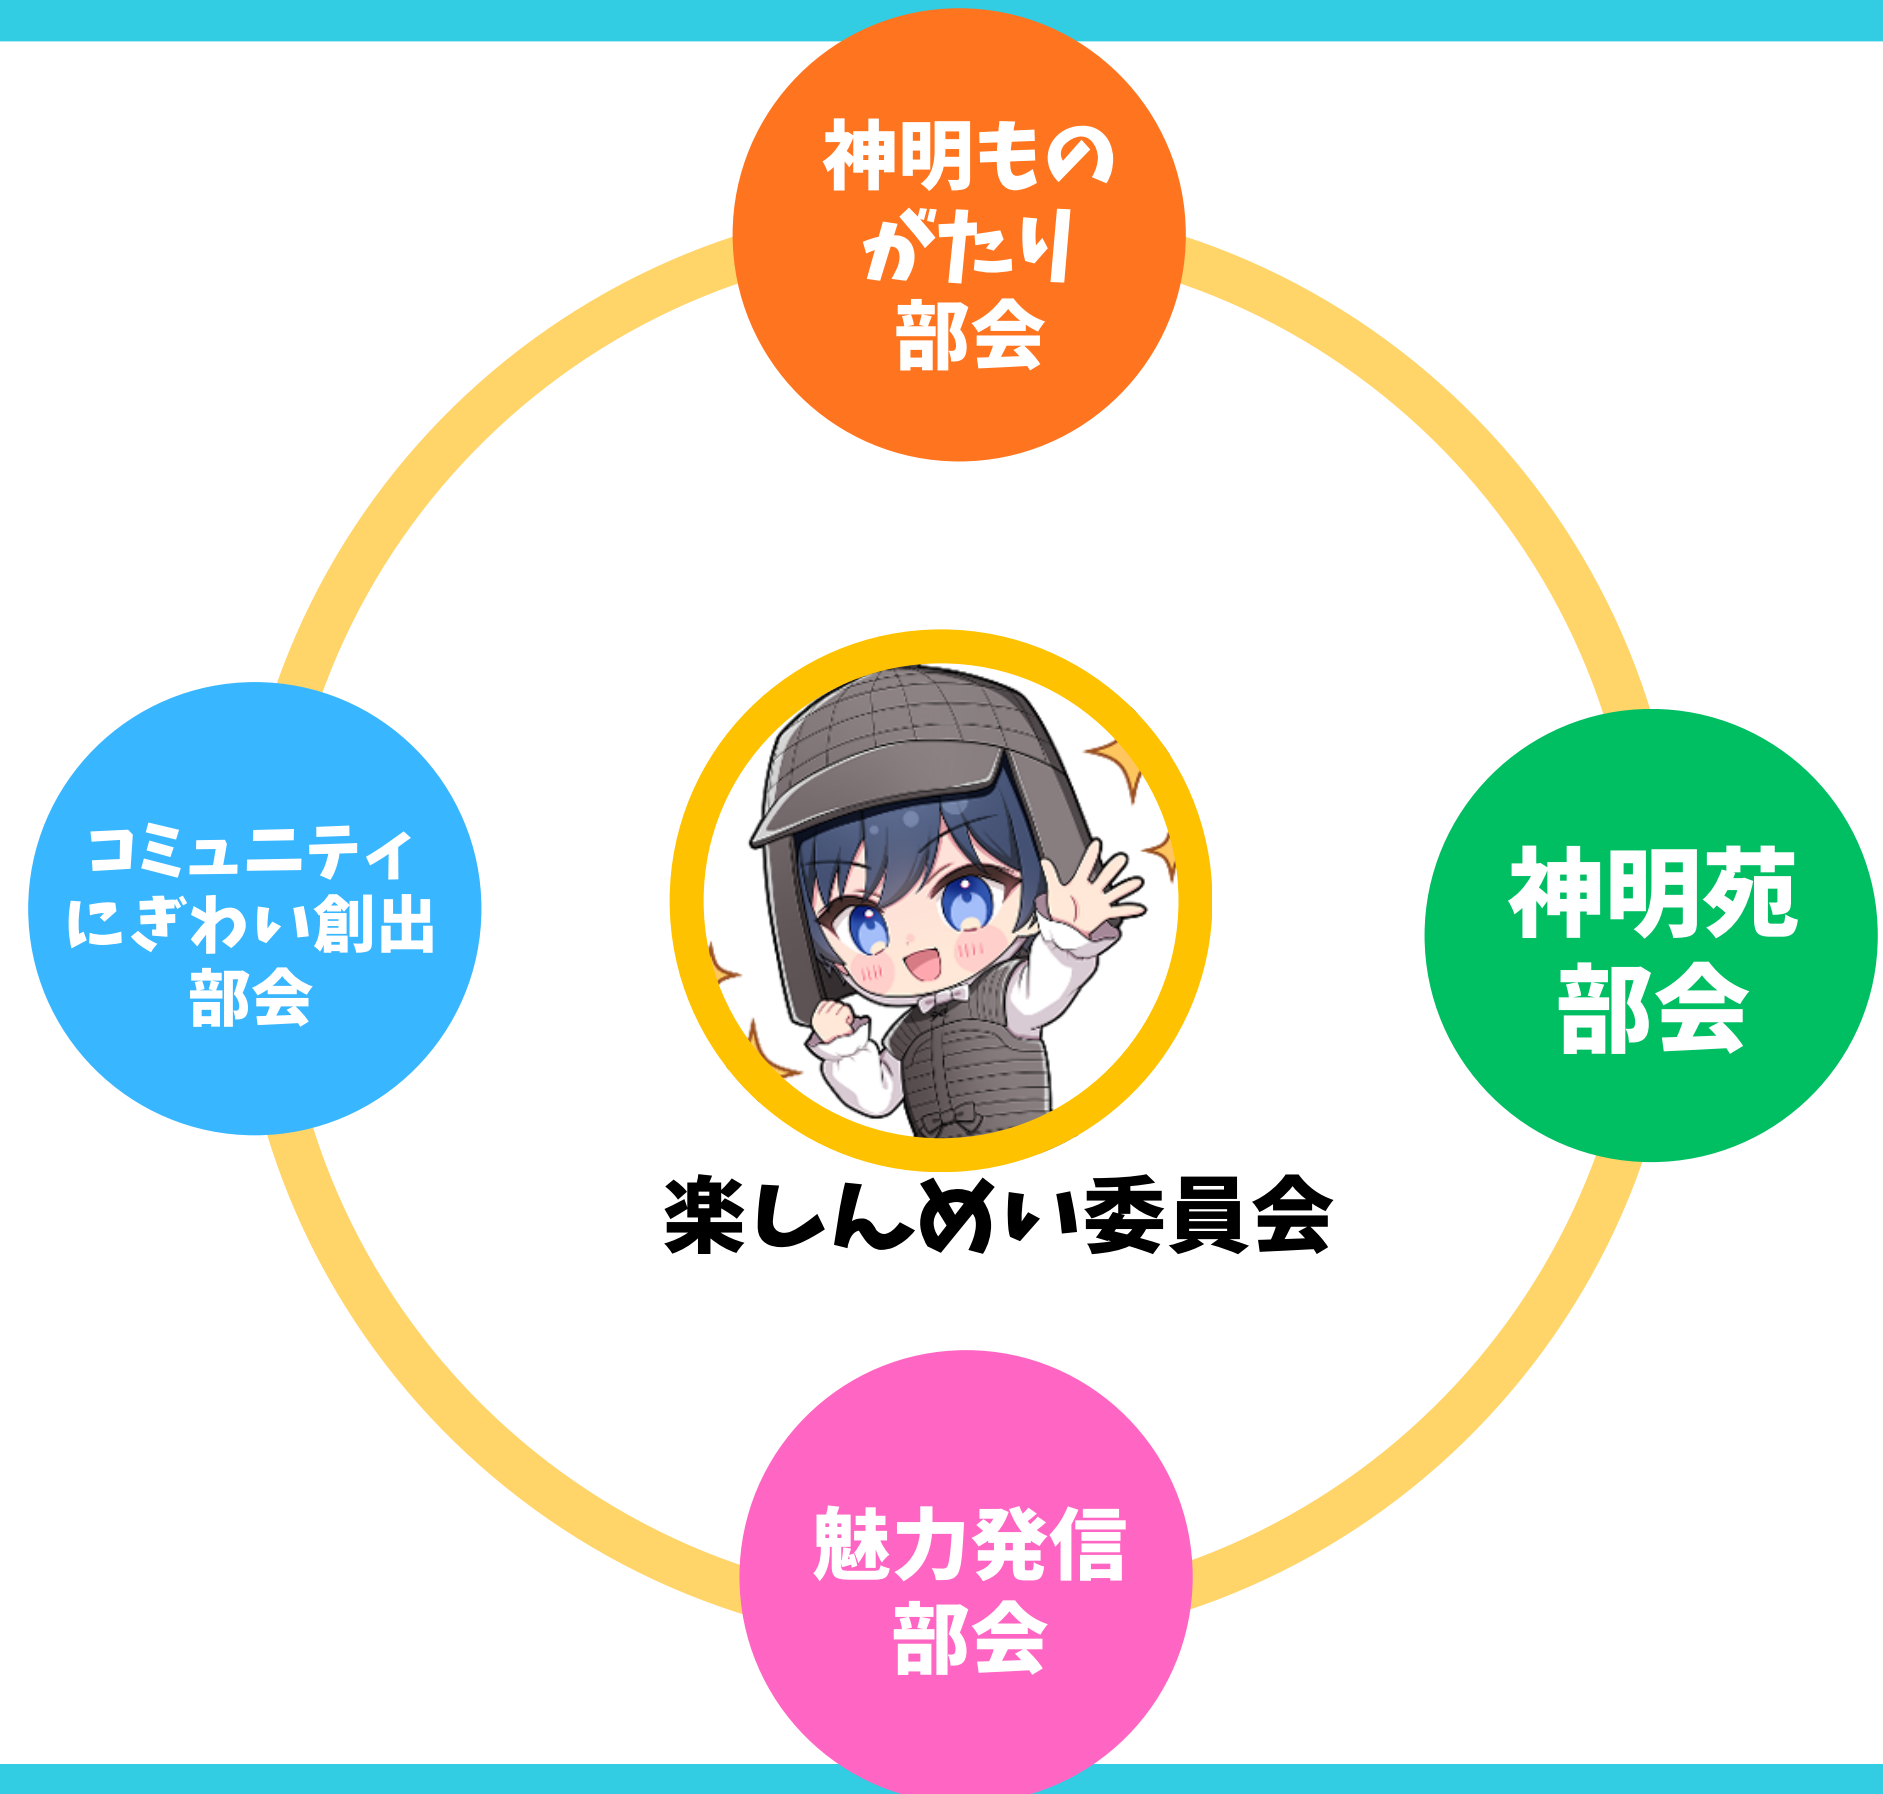 神明もの
がたり
部会
コミュニティ
にぎわい創出
部会
神明苑
部会
楽しんめい委員会
魅力発信
部会